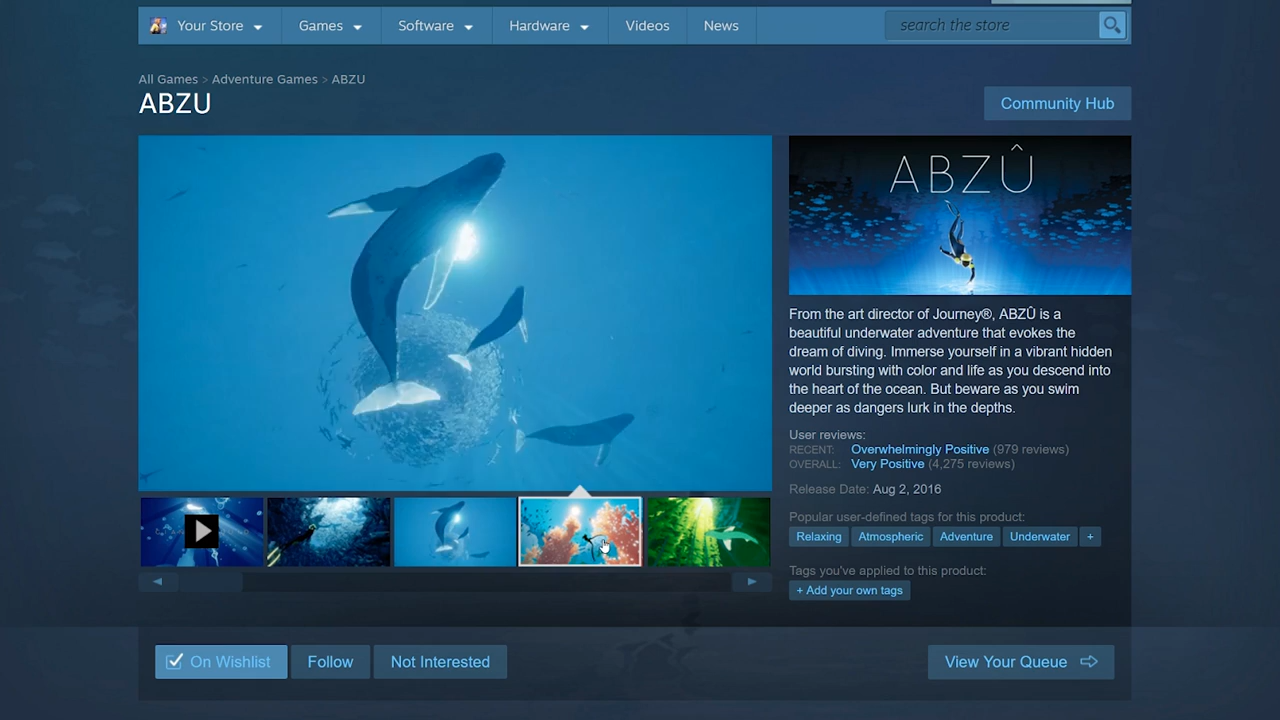 Your Store Games Software Hardware Videos News search the store
All Games > Adventure Games > ABZU
ABZU
Community Hub
ABZÛ
From the art director of Journey®, ABZÛ is a
beautiful underwater adventure that evokes the
dream of diving. Immerse yourself in a vibrant hidden
world bursting with color and life as you descend into
the heart of the ocean. But beware as you swim
deeper as dangers lurk in the depths.
User reviews:
RECENT: Overwhelmingly Positive (979 reviews)
OVERALL: Very Positive (4,275 reviews)
Release Date: Aug 2, 2016
Popular user-defined tags for this product:
Relaxing Atmospheric Adventure Underwater +
Tags you've applied to this product:
+ Add your own tags
On Wishlist Follow Not Interested View Your Queue